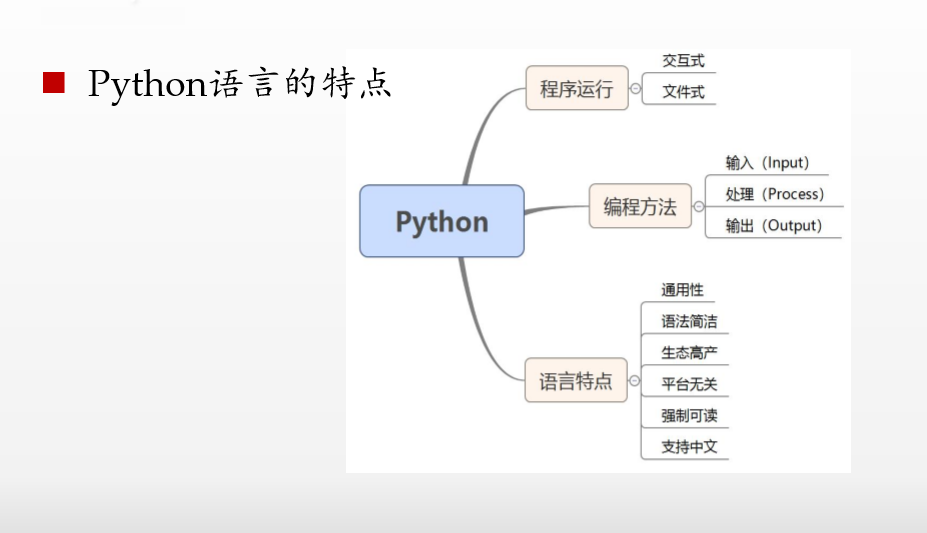 Python语言的特点
Python
程序运行
交互式
文件式
编程方法
输入（Input）
处理（Process）
输出（Output）
语言特点
通用性
语法简洁
生态高产
平台无关
强制可读
支持中文